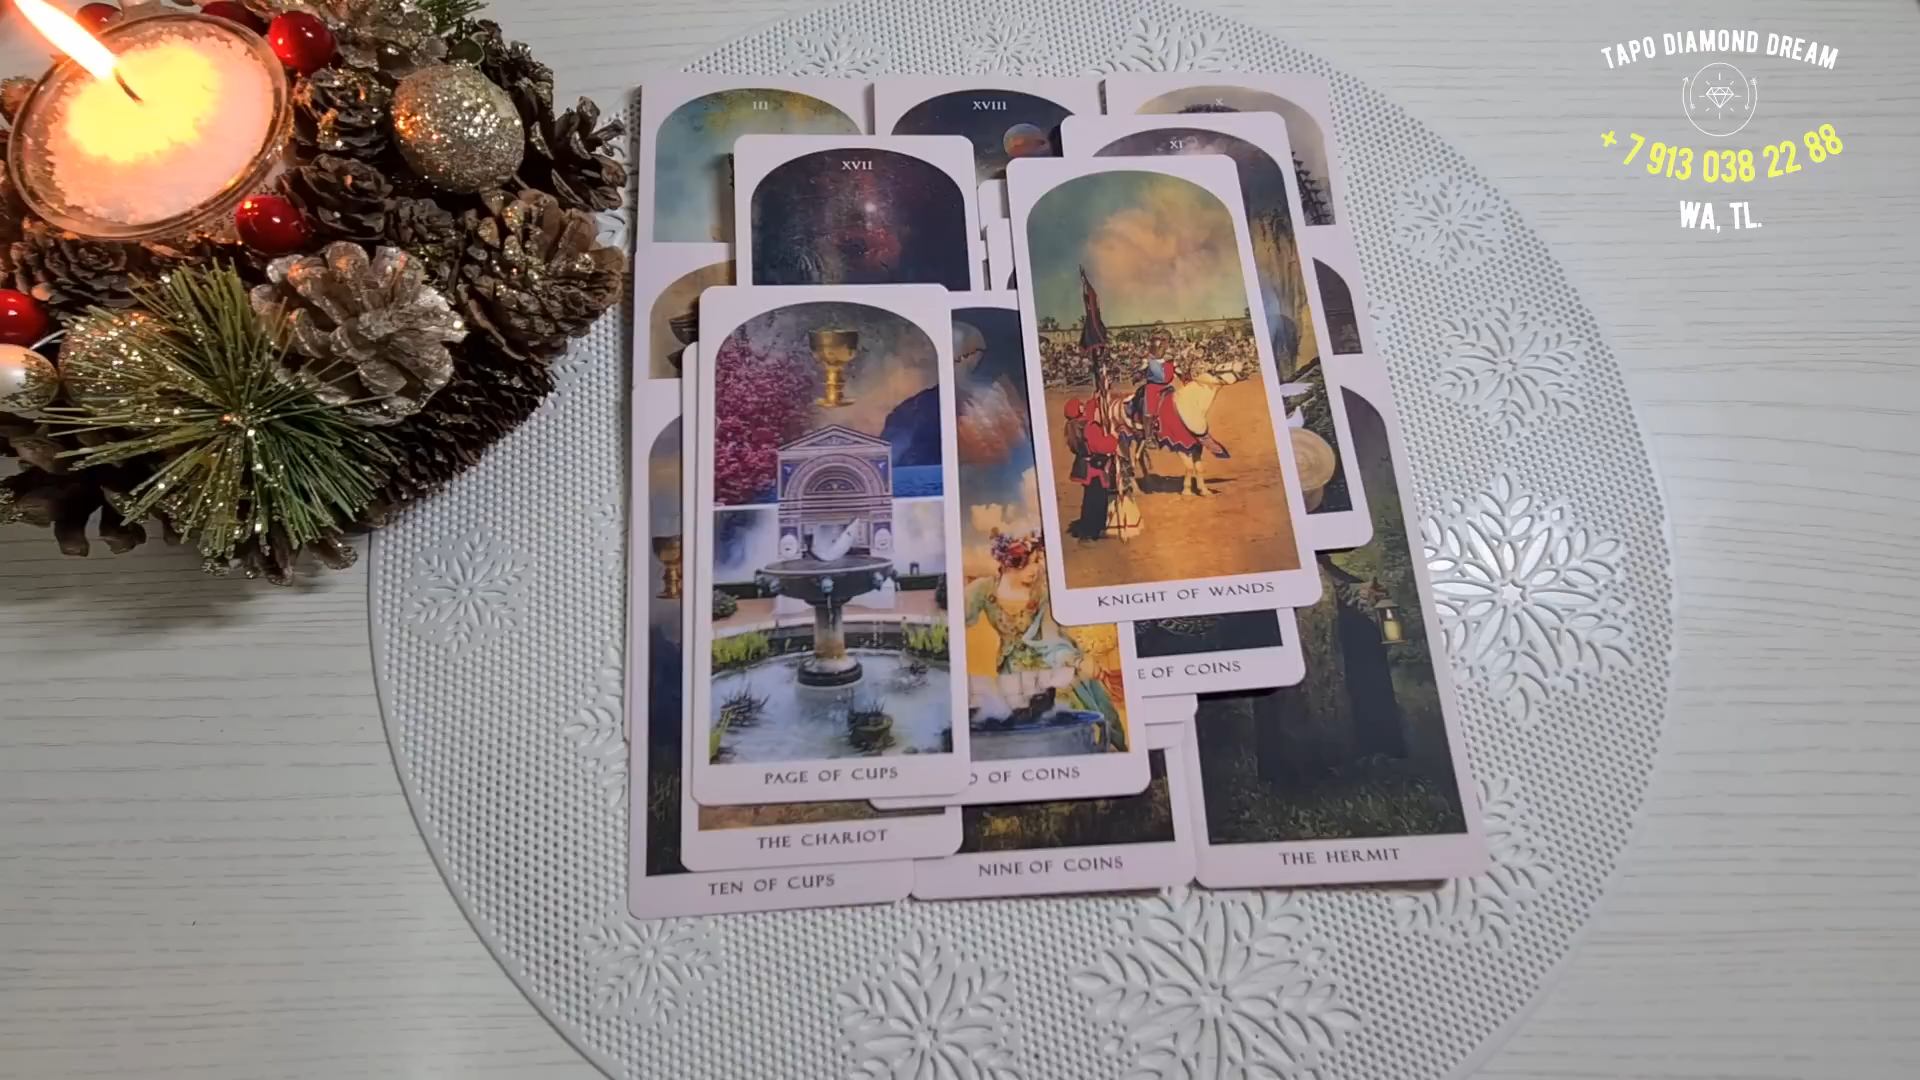 ТАРО DIAMOND DREAM
+ 7 913 038 22 88
WA, TL.
III
XVIII
X
XVII
XI
KNIGHT OF WANDS
E OF COINS
PAGE OF CUPS
O OF COINS
THE CHARIOT
NINE OF COINS
THE HERMIT
TEN OF CUPS